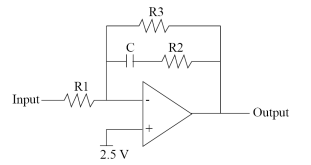 R3
C
R2
R1
Input
-
+
Output
2.5 V